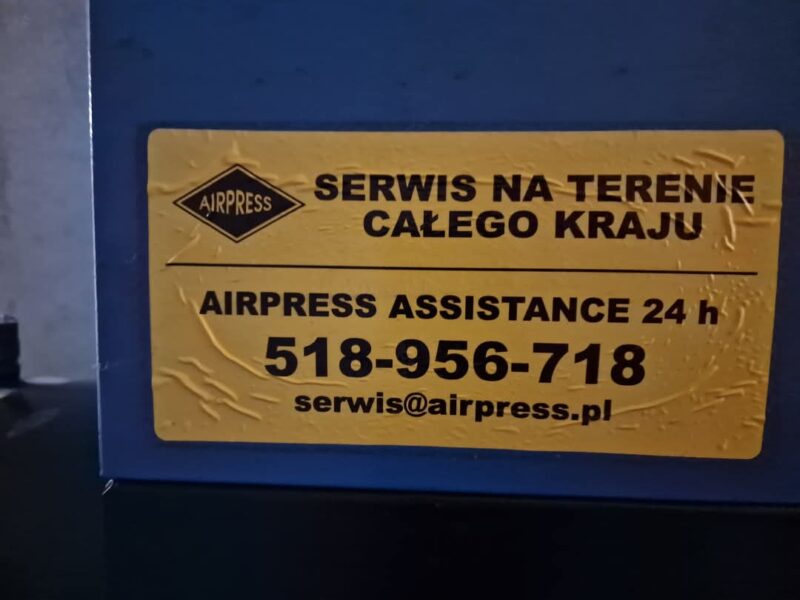 AIRPRESS
SERWIS NA TERENIE
CAŁEGO KRAJU
AIRPRESS ASSISTANCE 24 h
518-956-718
serwis@airpress.pl